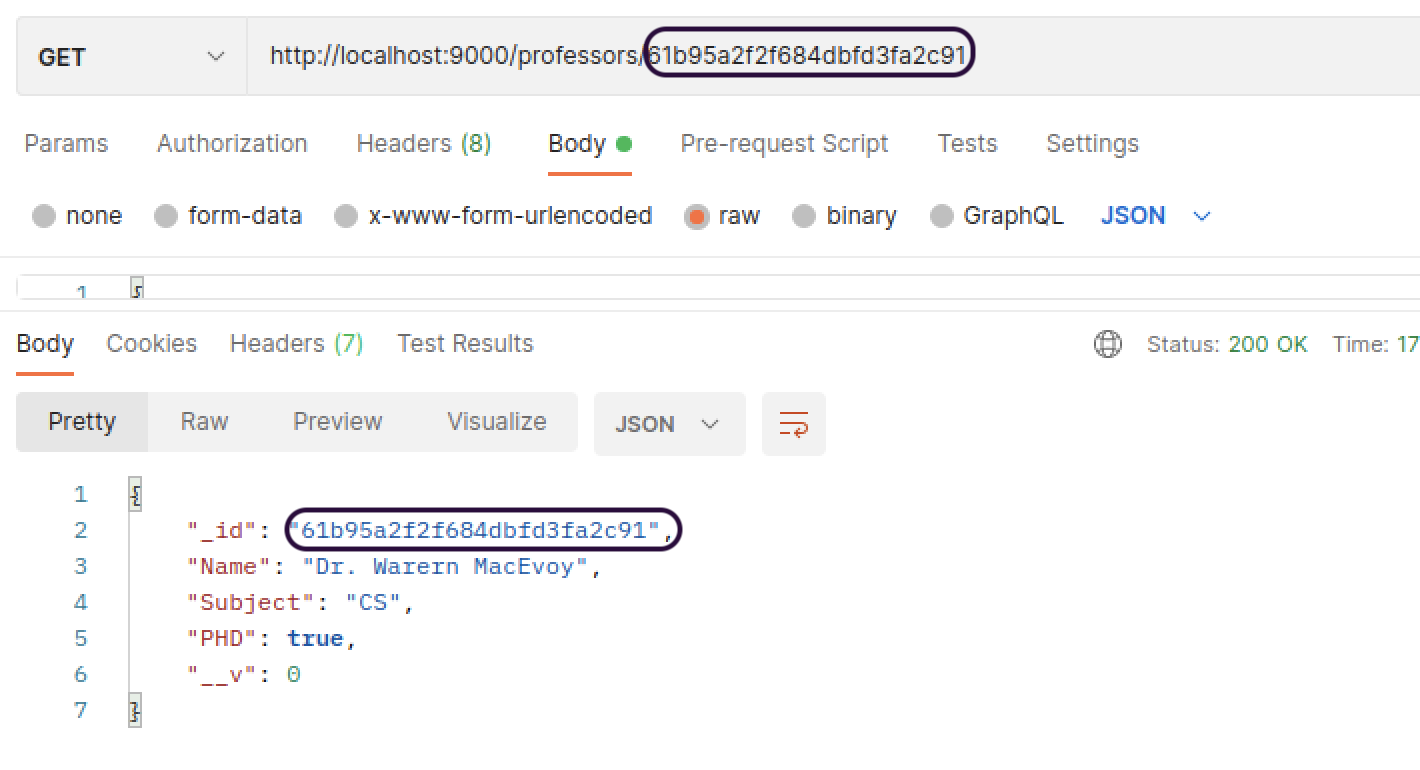 GET http://localhost:9000/professors/61b95a2f2f684dbfd3fa2c91
Params Authorization Headers (8) Body Pre-request Script Tests Settings
none form-data x-www-form-urlencoded raw binary GraphQL JSON
1 {
Body Cookies Headers (7) Test Results Status: 200 OK Time: 17
Pretty Raw Preview Visualize JSON
1 {
2 "_id": "61b95a2f2f684dbfd3fa2c91",
3 "Name": "Dr. Warern MacEvoy",
4 "Subject": "CS",
5 "PHD": true,
6 "__v": 0
7 }